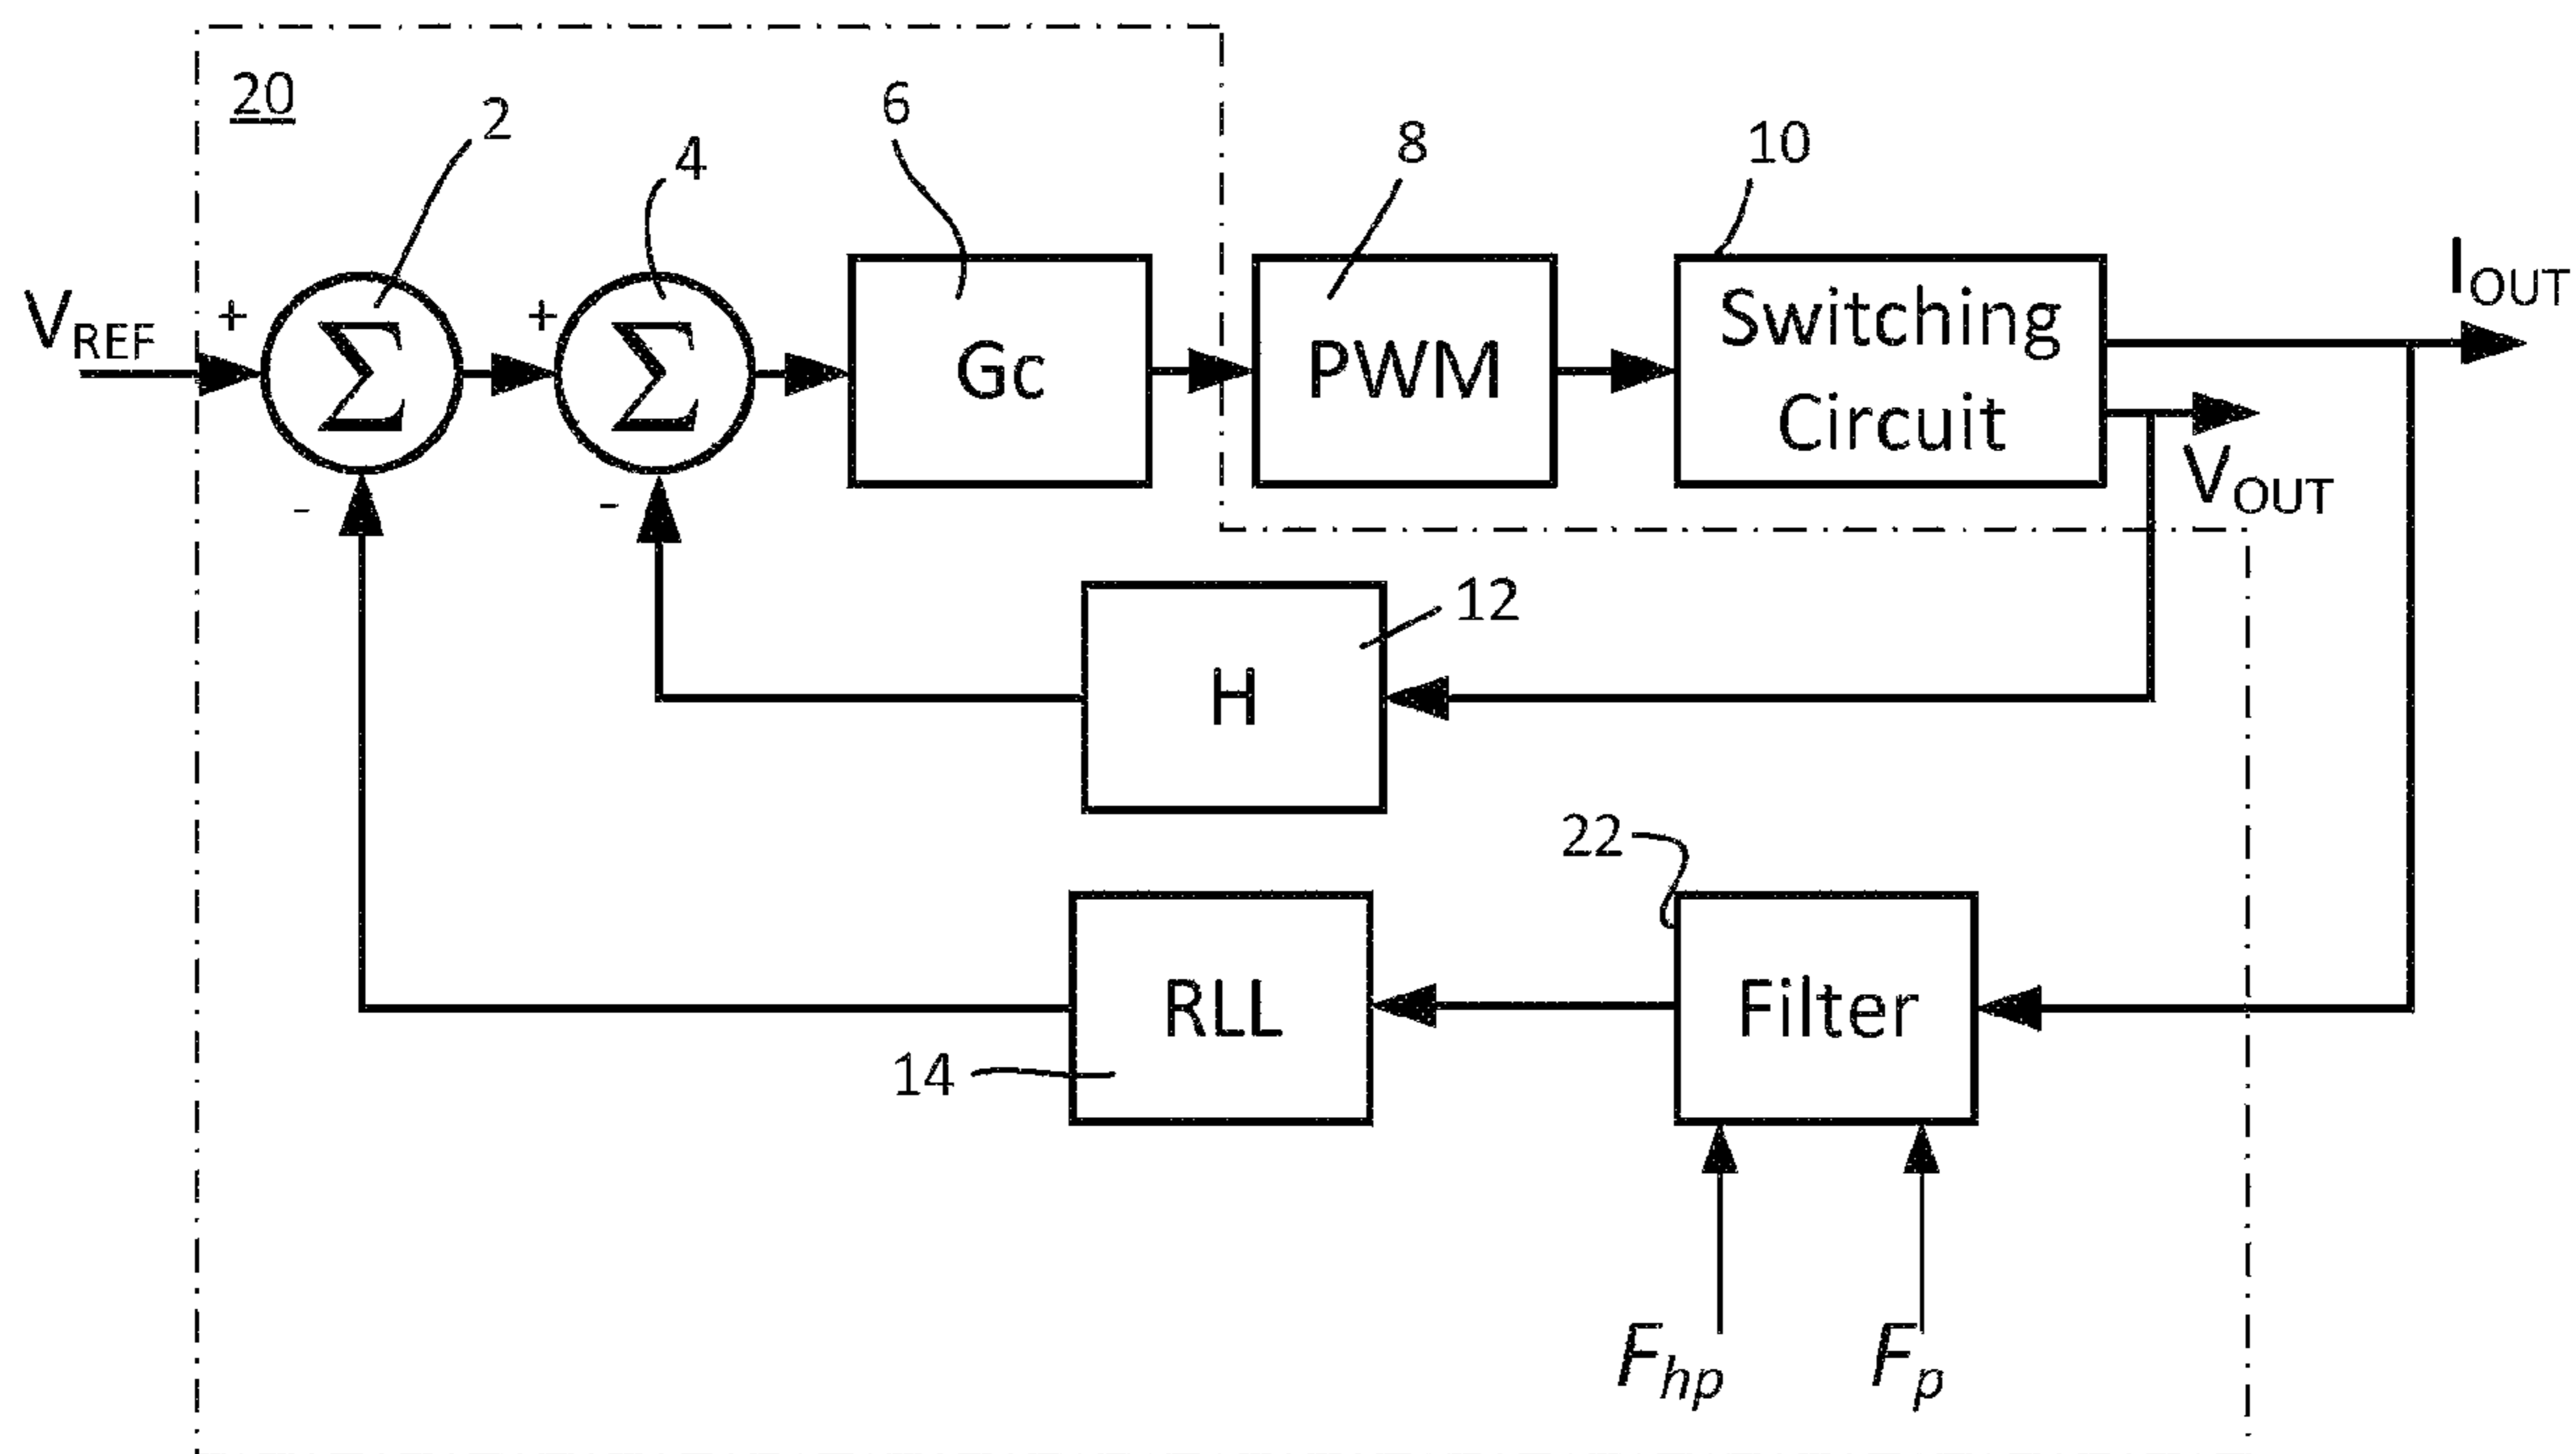 20
2
4
6
8
10
V_REF
+
Σ
-
+
Σ
-
Gc
PWM
Switching
Circuit
I_OUT
V_OUT
12
H
22
RLL
14
Filter
F_hp
F_p